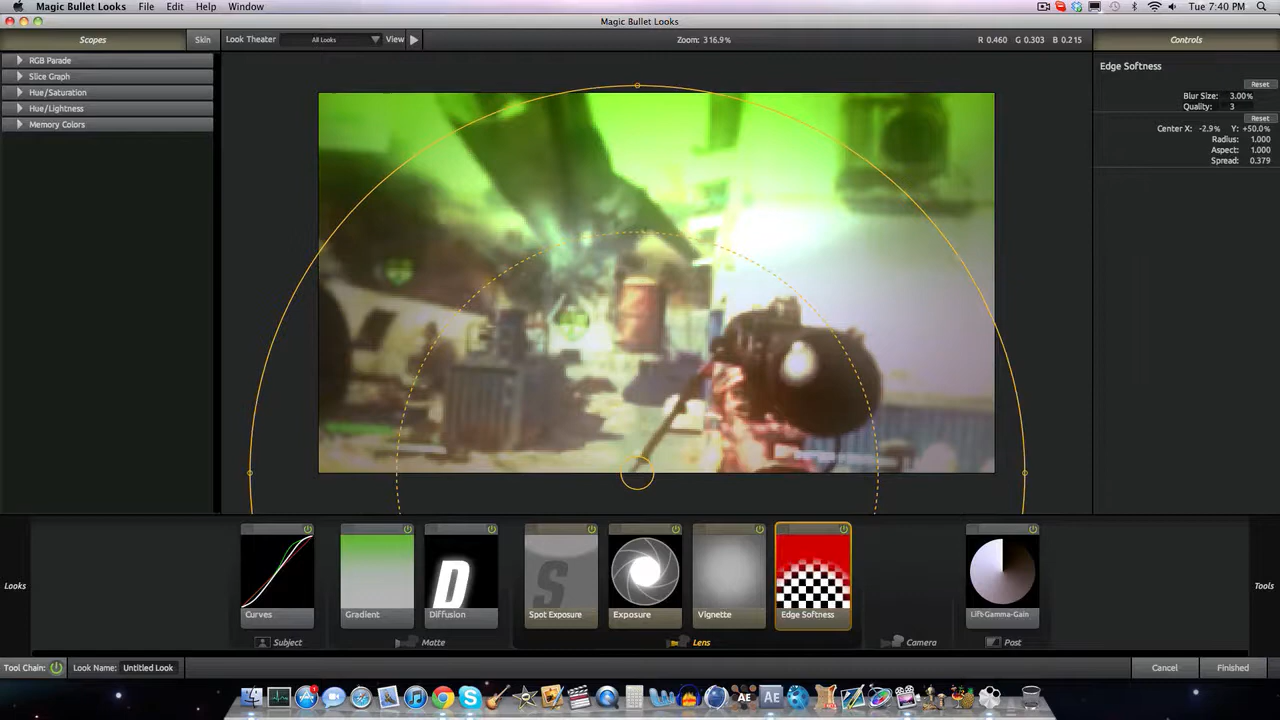 Magic Bullet Looks File Edit Help Window Tue 7:40 PM
Magic Bullet Looks
Scopes Skin Look Theater All Looks View Zoom: 316.9% R 0.460 G 0.303 B 0.215 Controls
RGB Parade
Slice Graph
Hue/Saturation
Hue/Lightness
Memory Colors
Edge Softness
Reset
Blur Size: 3.00%
Quality: 3
Reset
Center X: -2.9% Y: +50.0%
Radius: 1.000
Aspect: 1.000
Spread: 0.379
D S
Looks Tools
Curves Gradient Diffusion Spot Exposure Exposure Vignette Edge Softness Lift-Gamma-Gain
Subject Matte Lens Camera Post
Tool Chain: Look Name: Untitled Look Cancel Finished
AE AE